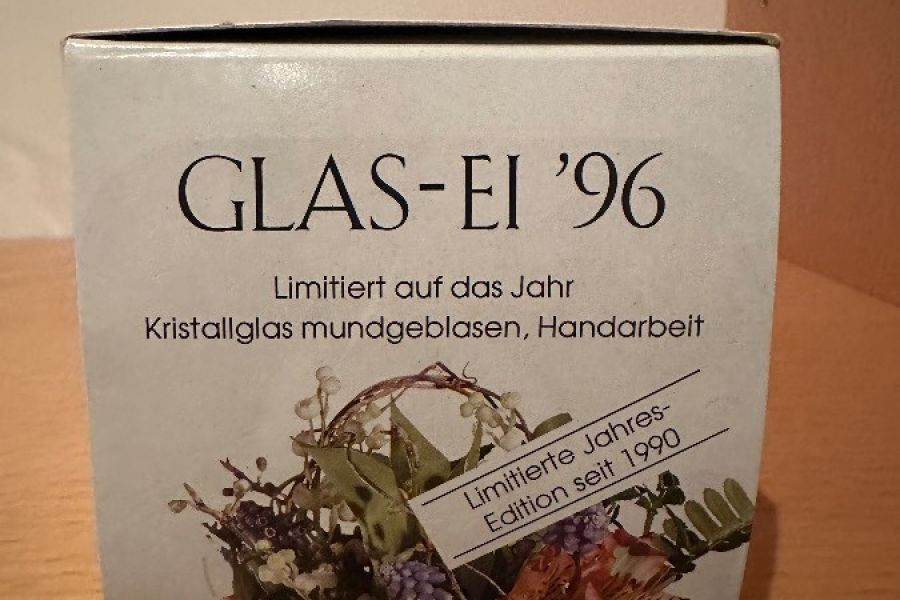 GLAS-EI ’96
Limitiert auf das Jahr
Kristallglas mundgeblasen, Handarbeit
Limitierte Jahres-
Edition seit 1990